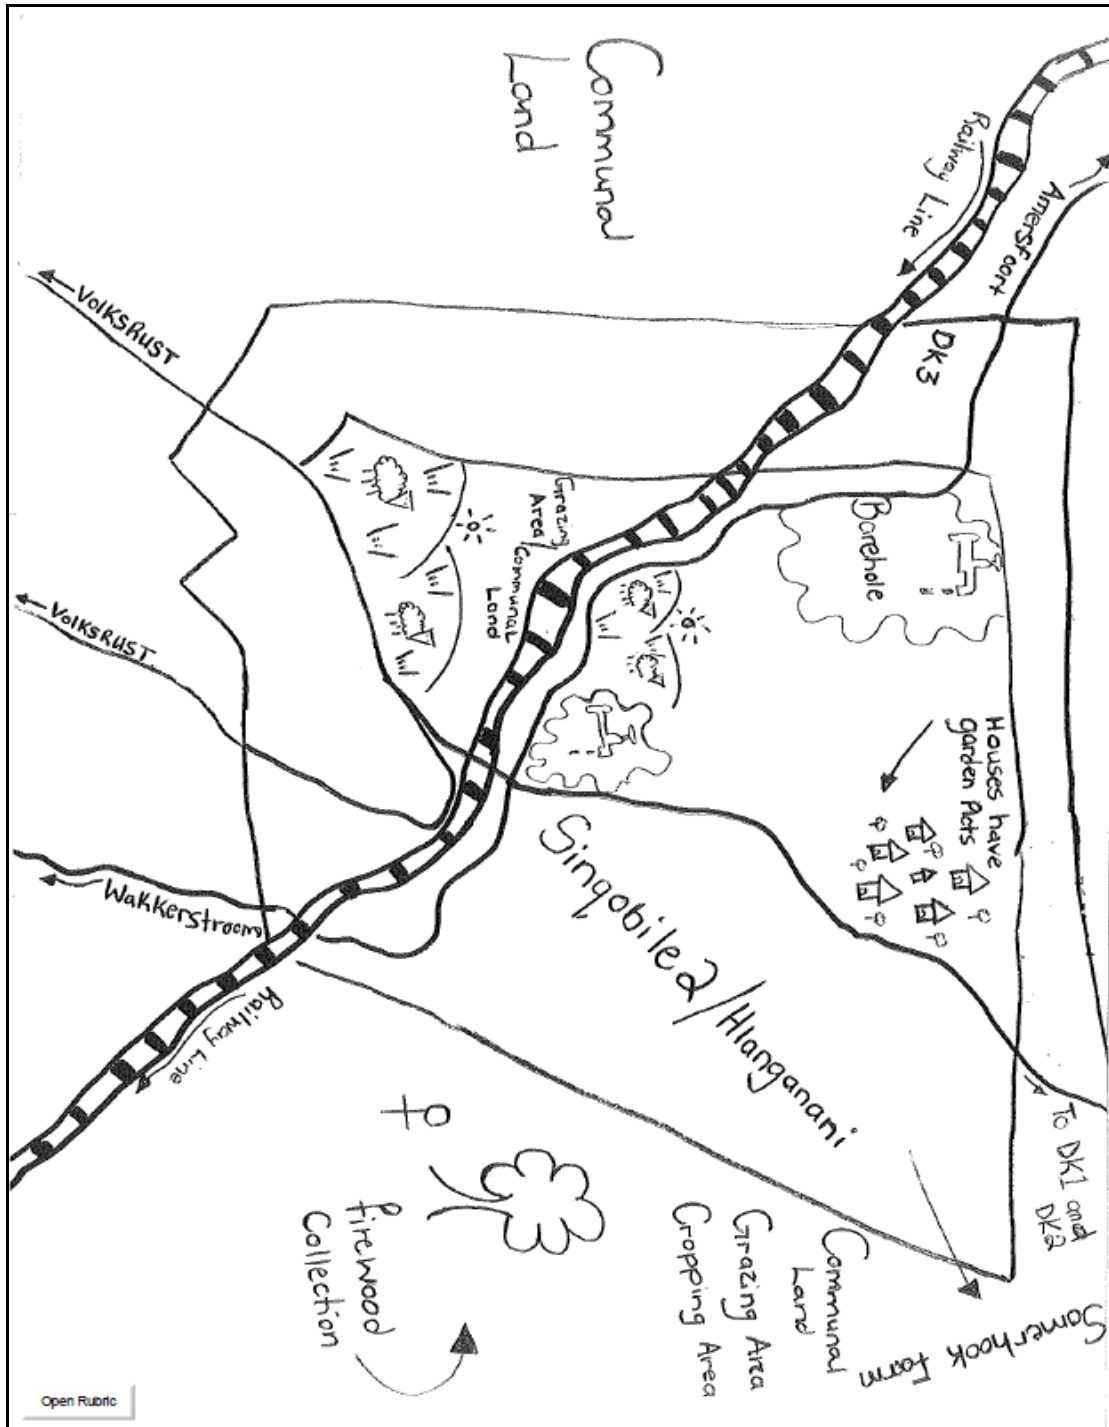 Communal
Land
Railway Line
Amersfoort
DK3
VOLKSRUST
Grazing
Area/
Communal
Land
Borehole
VOLKSRUST
Houses have
garden Plots
Singobile2/Hlanganani
Wakkerstroom
Railway Line
To DK1 and
DK2
firewood
Collection
Communal
Land
Grazing Area
Cropping Area
Somerhook Farm
Open Rubric